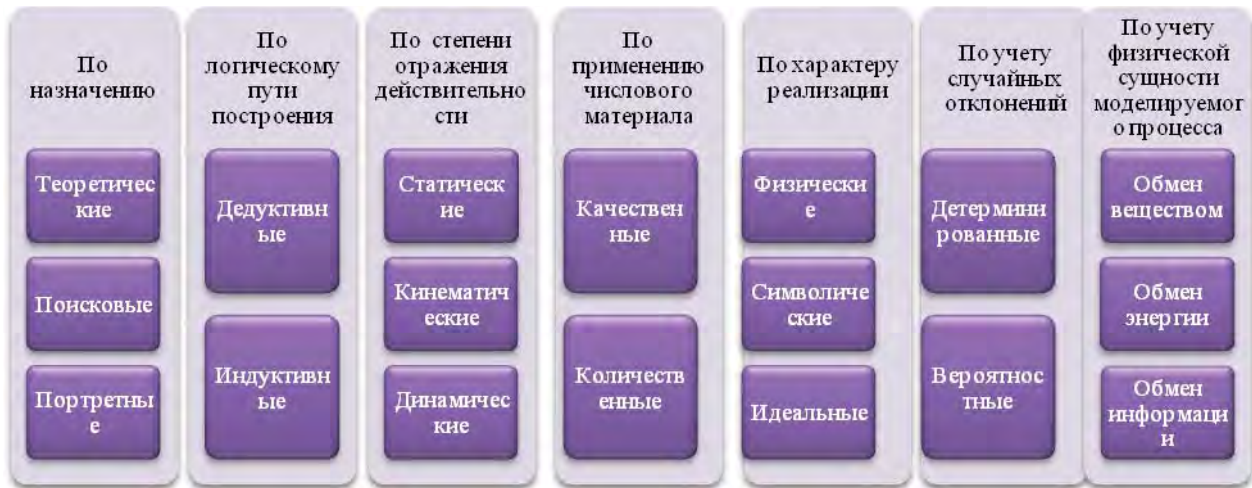 По
назначению
Теоретичес
кие
Поисковые
Портретны
е
По
логическому
пути
построения
Дедуктивн
ые
Индуктивн
ые
По степени
отражения
действительно
сти
Статическ
ие
Кинематич
еские
Динамичес
кие
По
применению
числового
материала
Качествен
ные
Количеств
енные
По характеру
реализации
Физически
е
Символиче
ские
Идеальные
По учету
случайных
отклонений
Детермини
рованные
Вероятнос
тные
По учету
физической
сущности
моделируемог
о процесса
Обмен
веществом
Обмен
энергии
Обмен
информаци
и